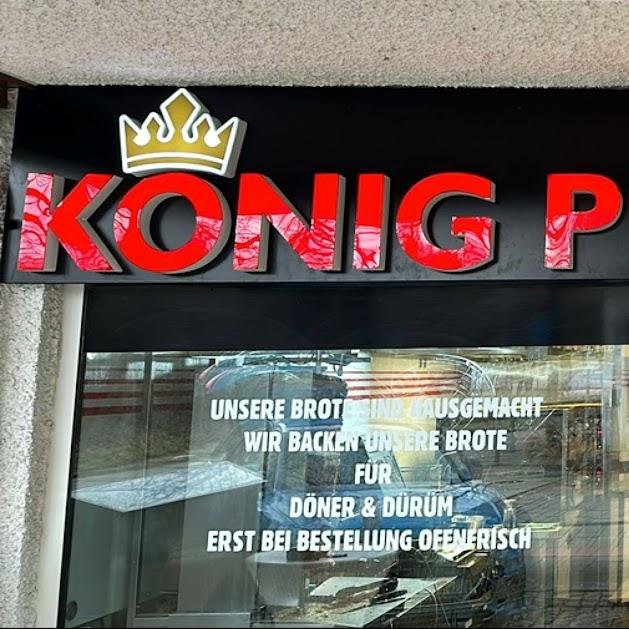 KONIG P
UNSERE BROTE SIND HAUSGEMACHT
WIR BACKEN UNSERE BROTE
FÜR
DÖNER & DÜRÜM
ERST BEI BESTELLUNG OFENFRISCH